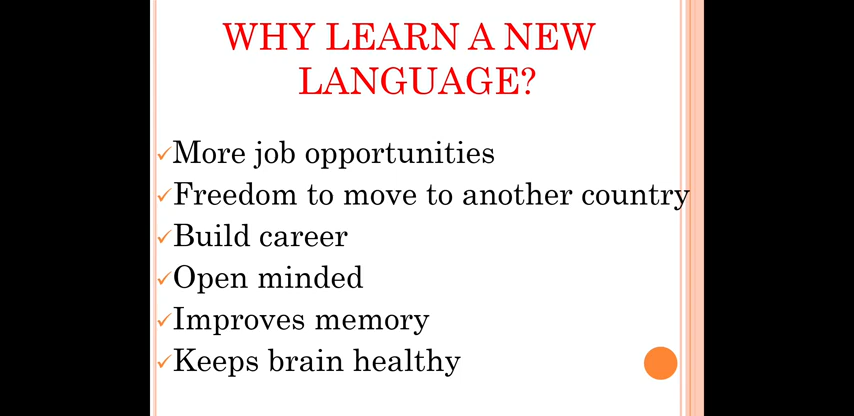 WHY LEARN A NEW
LANGUAGE?
More job opportunities
Freedom to move to another country
Build career
Open minded
Improves memory
Keeps brain healthy